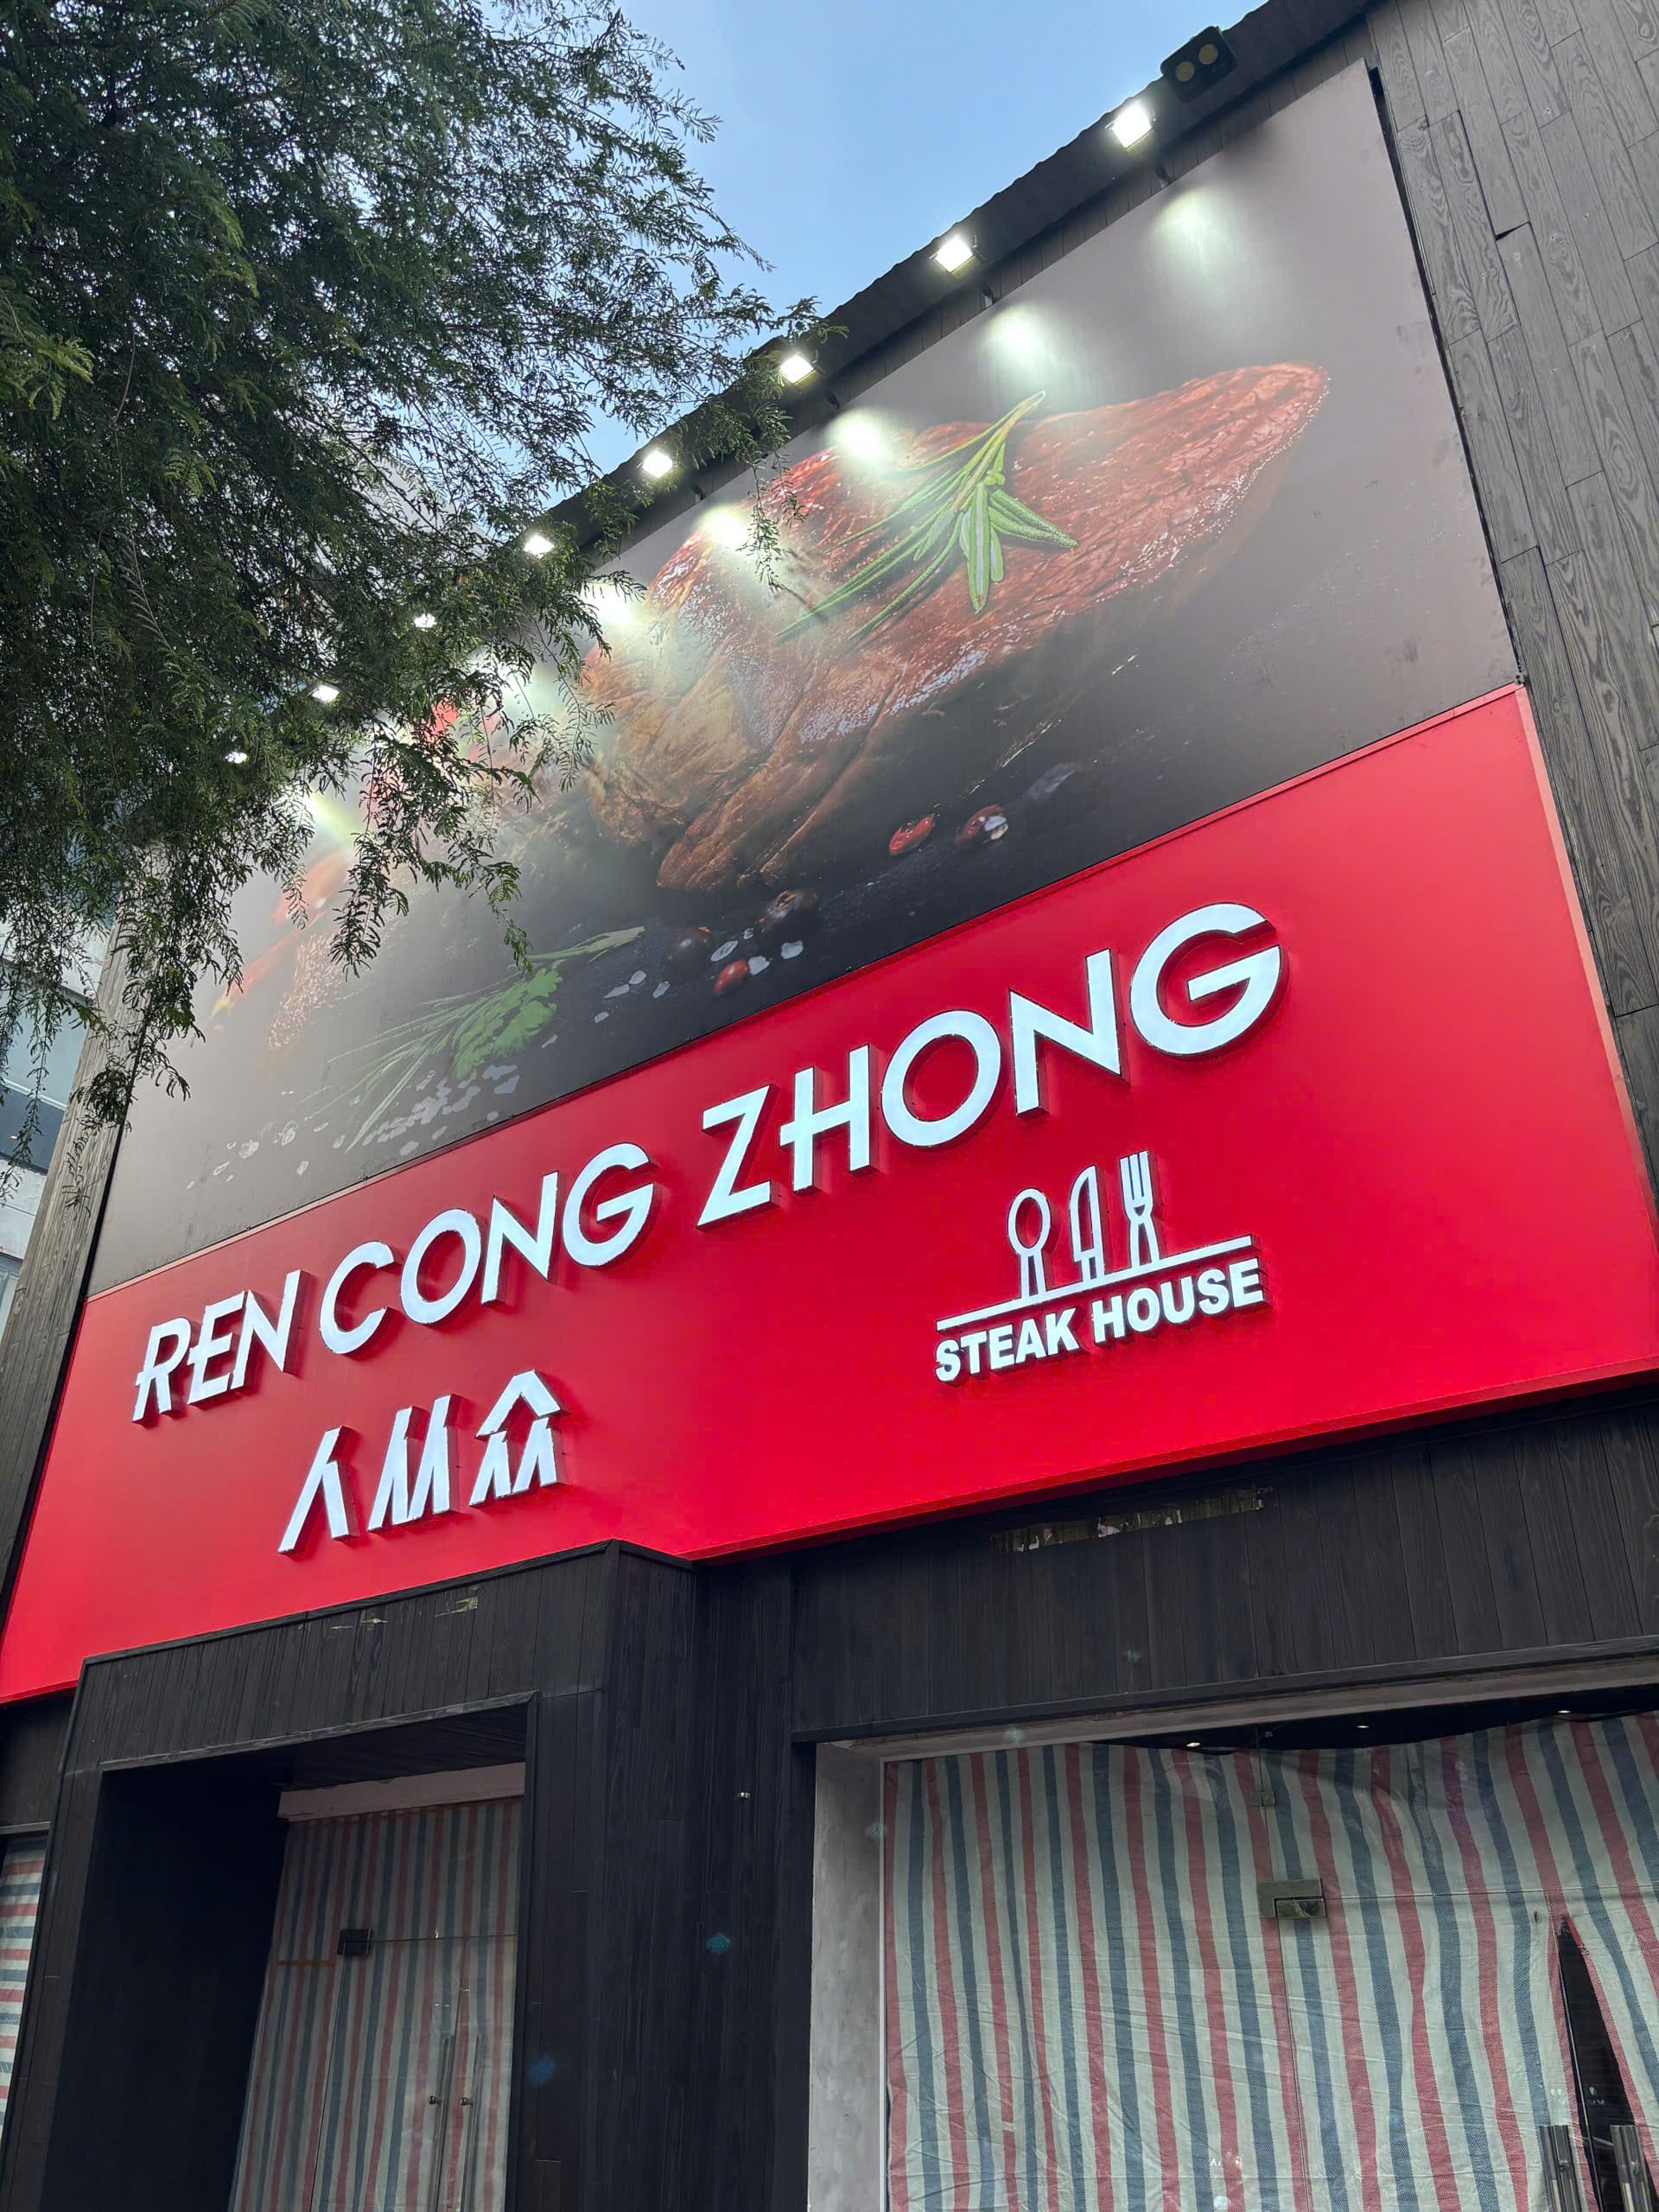 REN CONG ZHONG
人从众
STEAK HOUSE